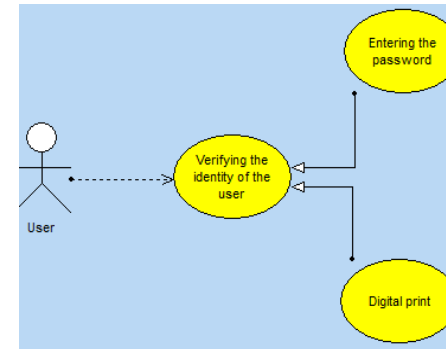 Entering the
password
Verifying the
identity of the
user
User
Digital print